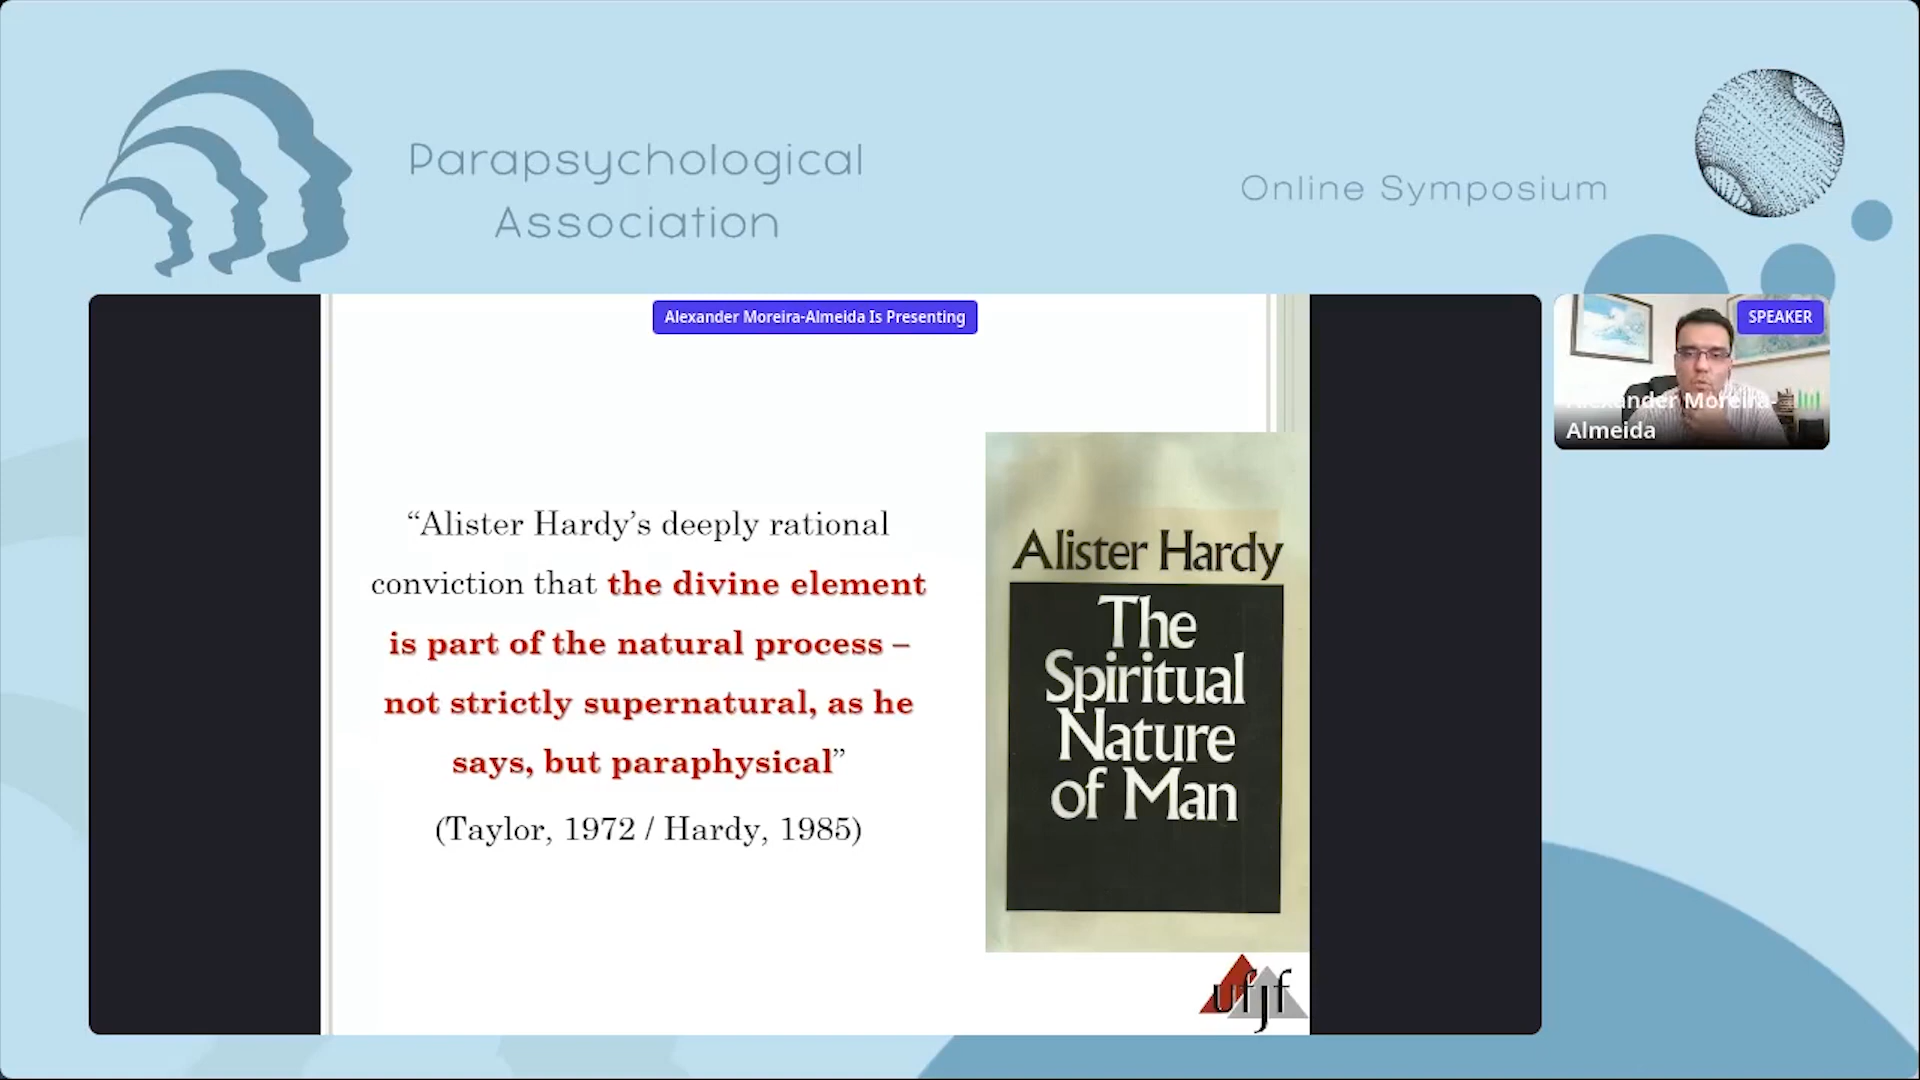 Parapsychological
Association
Online Symposium
Alexander Moreira-Almeida Is Presenting
SPEAKER
Alexander Moreira-
Almeida
“Alister Hardy’s deeply rational
conviction that the divine element
is part of the natural process –
not strictly supernatural, as he
says, but paraphysical”
(Taylor, 1972 / Hardy, 1985)
Alister Hardy
The
Spiritual
Nature
of Man
ufjf